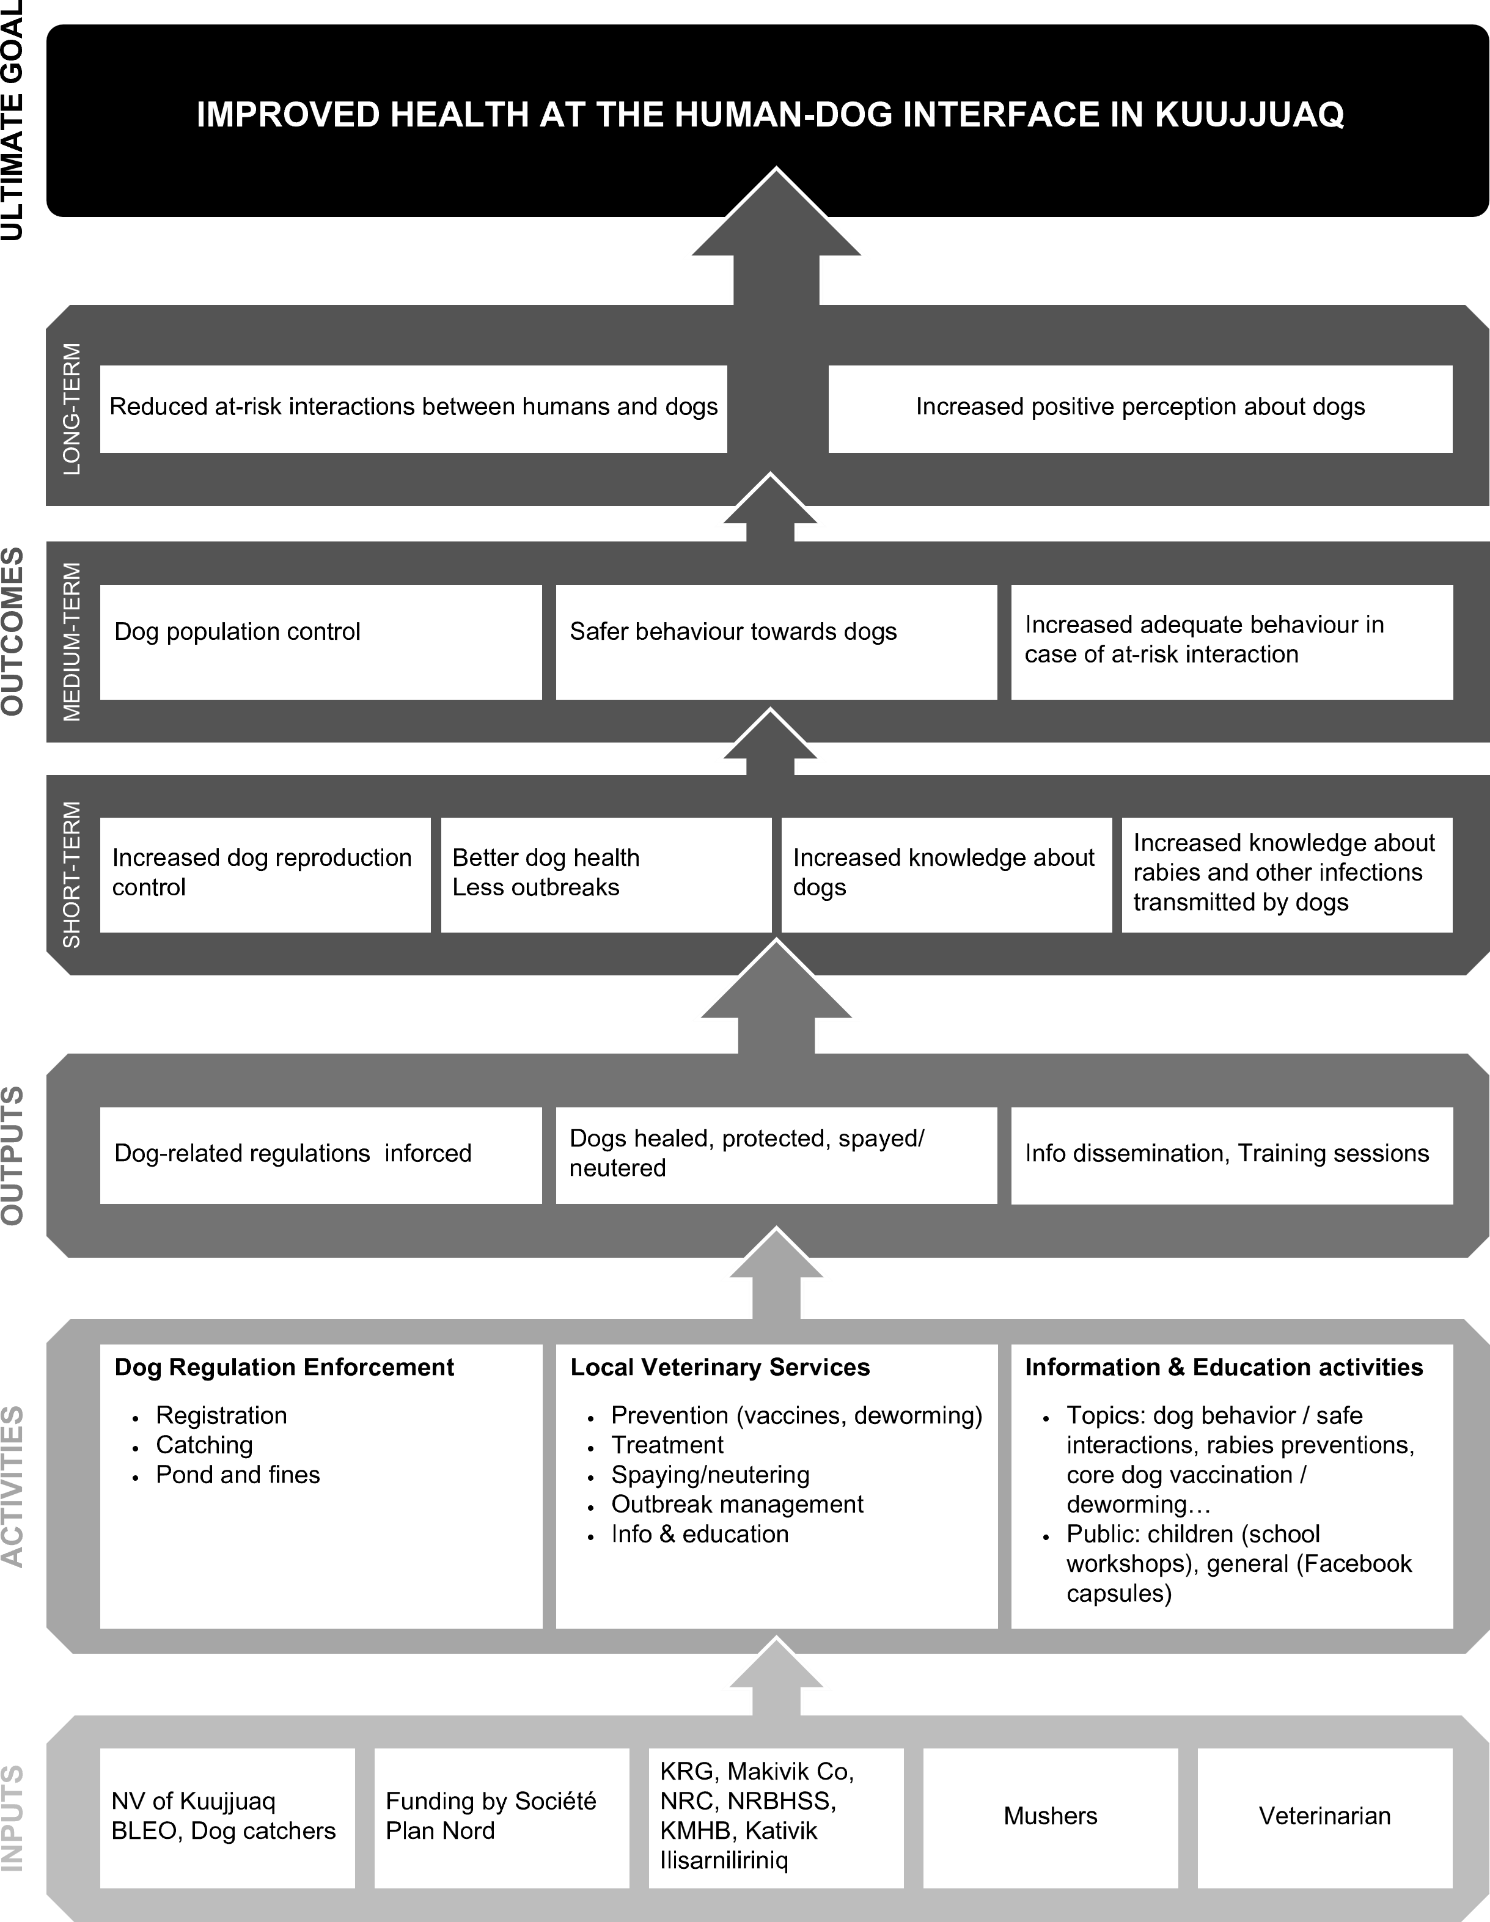 ULTIMATE GOAL
IMPROVED HEALTH AT THE HUMAN-DOG INTERFACE IN KUUJJUAQ
OUTCOMES
LONG-TERM
Reduced at-risk interactions between humans and dogs
Increased positive perception about dogs
MEDIUM-TERM
Dog population control
Safer behaviour towards dogs
Increased adequate behaviour in
case of at-risk interaction
SHORT-TERM
Increased dog reproduction
control
Better dog health
Less outbreaks
Increased knowledge about
dogs
Increased knowledge about
rabies and other infections
transmitted by dogs
OUTPUTS
Dog-related regulations  inforced
Dogs healed, protected, spayed/
neutered
Info dissemination, Training sessions
ACTIVITIES
Dog Regulation Enforcement
• Registration
• Catching
• Pond and fines
Local Veterinary Services
• Prevention (vaccines, deworming)
• Treatment
• Spaying/neutering
• Outbreak management
• Info & education
Information & Education activities
• Topics: dog behavior / safe
interactions, rabies preventions,
core dog vaccination /
deworming…
• Public: children (school
workshops), general (Facebook
capsules)
INPUTS
NV of Kuujjuaq
BLEO, Dog catchers
Funding by Société
Plan Nord
KRG, Makivik Co,
NRC, NRBHSS,
KMHB, Kativik
Ilisarniliriniq
Mushers
Veterinarian